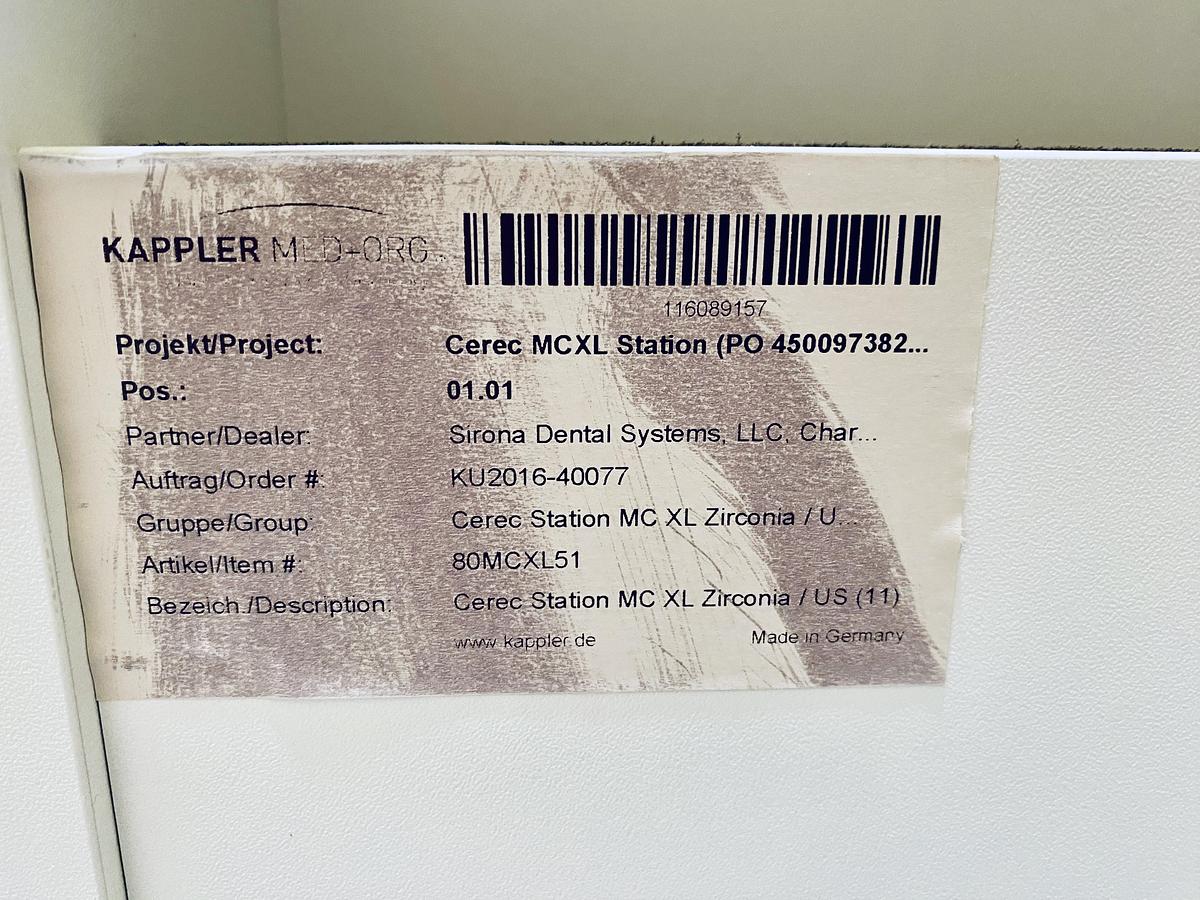 KAPPLER MED+ORG
116089157
Projekt/Project: Cerec MCXL Station (PO 450097382...
Pos.: 01.01
Partner/Dealer: Sirona Dental Systems, LLC, Char...
Auftrag/Order #: KU2016-40077
Gruppe/Group: Cerec Station MC XL Zirconia / U...
Artikel/Item #: 80MCXL51
Bezeich./Description: Cerec Station MC XL Zirconia / US (11)
www.kappler.de Made in Germany